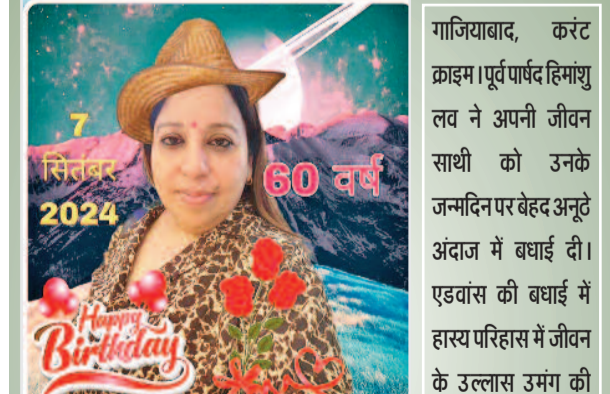 7
सितंबर
2024
60 वर्ष
Happy
Birthday
गाजियाबाद, करंट
क्राइम। पूर्व पार्षद हिमांशु
लव ने अपनी जीवन
साथी को उनके
जन्मदिन पर बेहद अनूठे
अंदाज में बधाई दी।
एडवांस की बधाई में
हास्य परिहास में जीवन
के उल्लास उमंग की